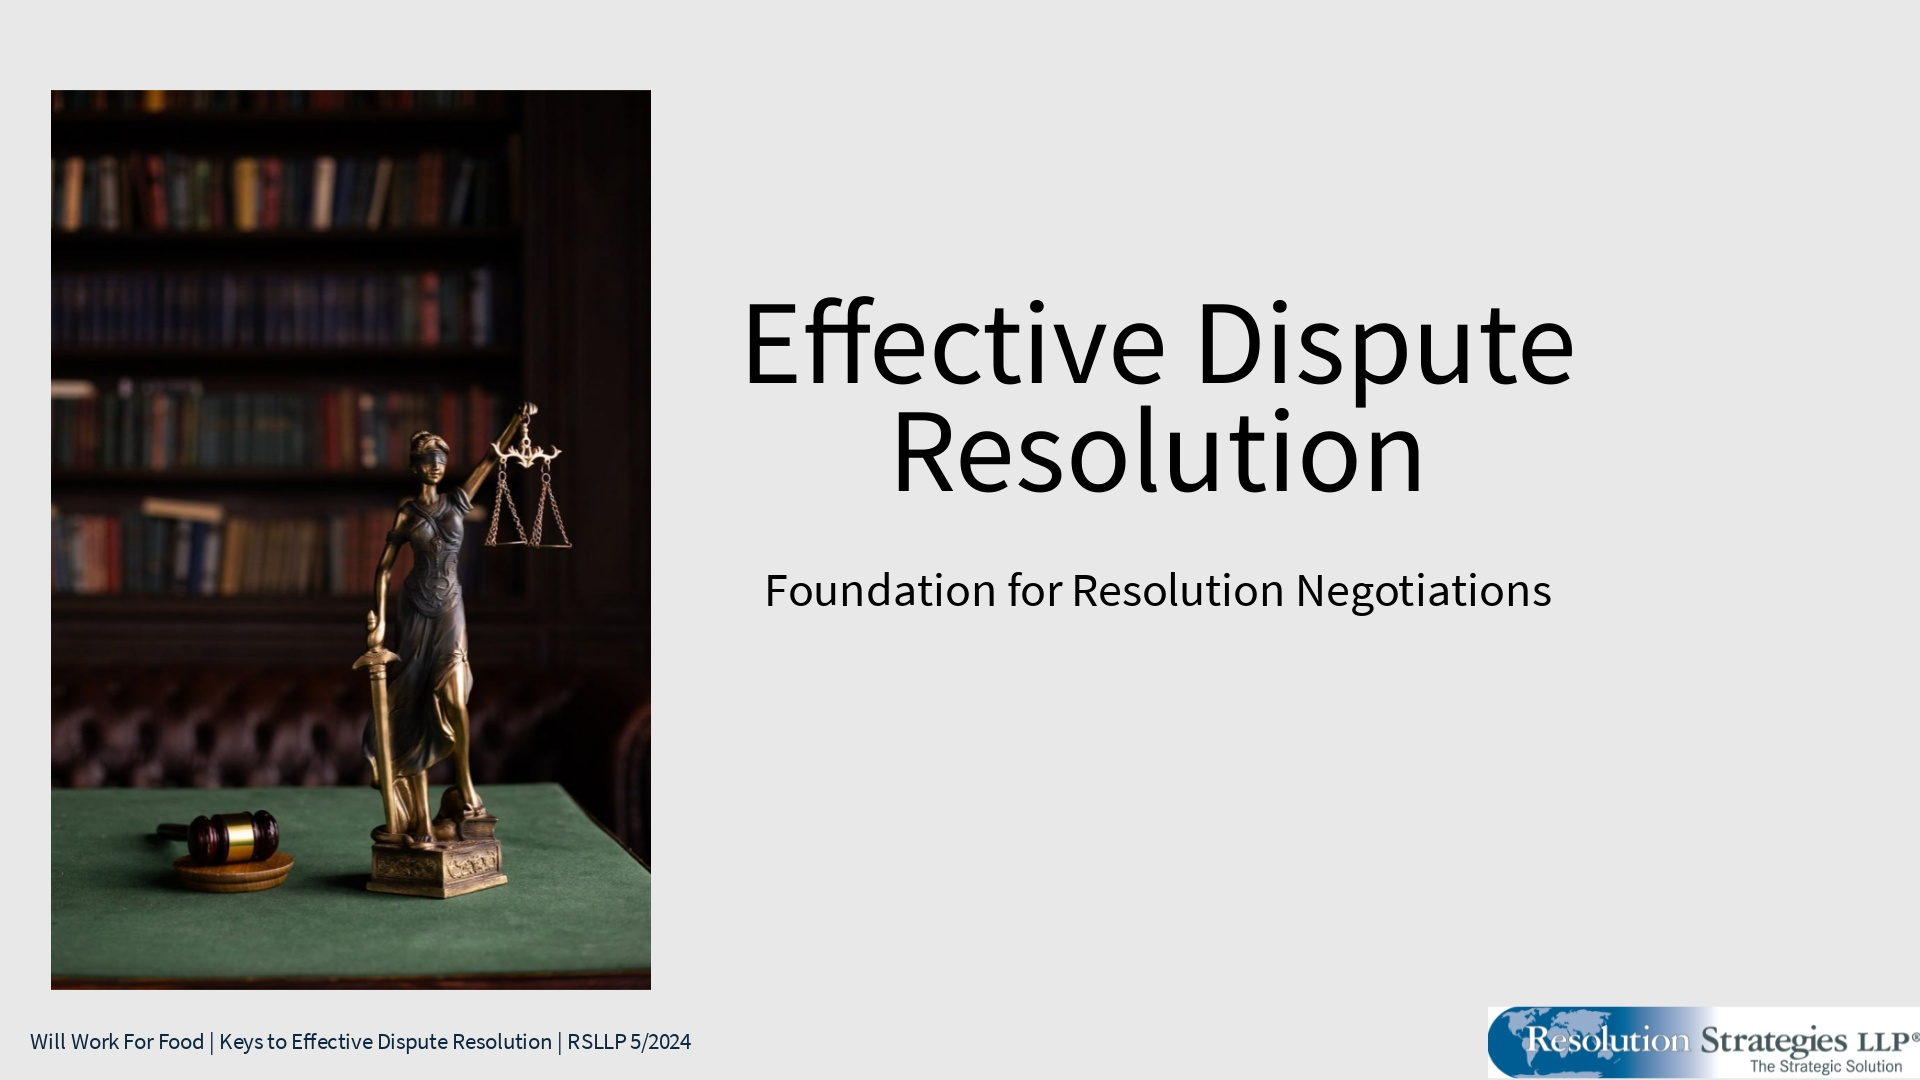 Effective Dispute
Resolution
Foundation for Resolution Negotiations
Will Work For Food | Keys to Effective Dispute Resolution | RSLLP 5/2024
Resolution Strategies LLP®
The Strategic Solution